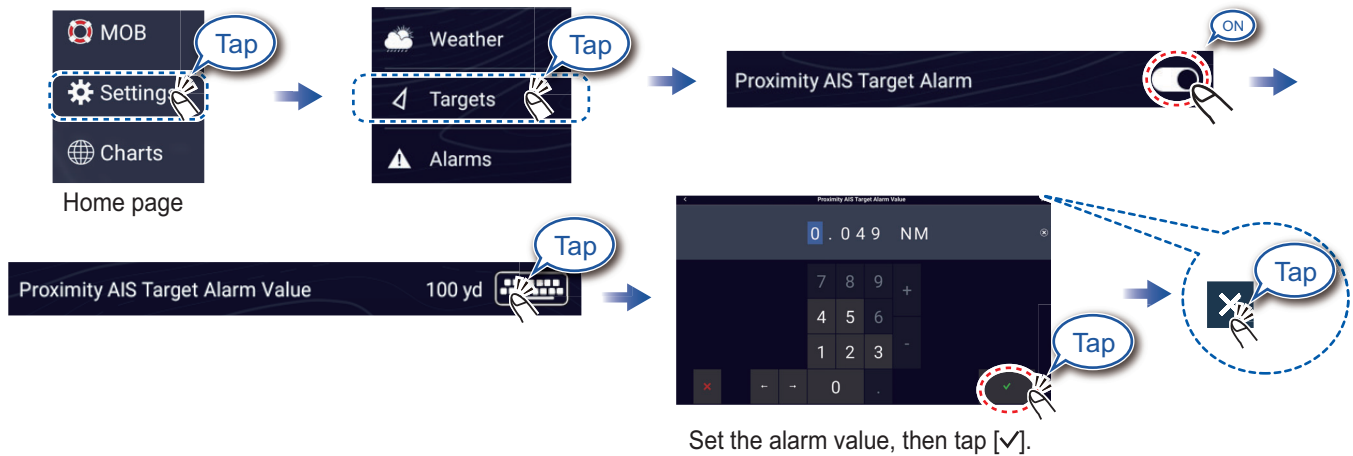 MOB
Tap
Settings
Charts
Home page
Weather
Tap
Targets
Alarms
ON
Proximity AIS Target Alarm
Proximity AIS Target Alarm Value
100 yd
Tap
Proximity AIS Target Alarm Value
0.049 NM
7 8 9 +
4 5 6
1 2 3 -
← → 0 .
Tap
Tap
Set the alarm value, then tap [✓].